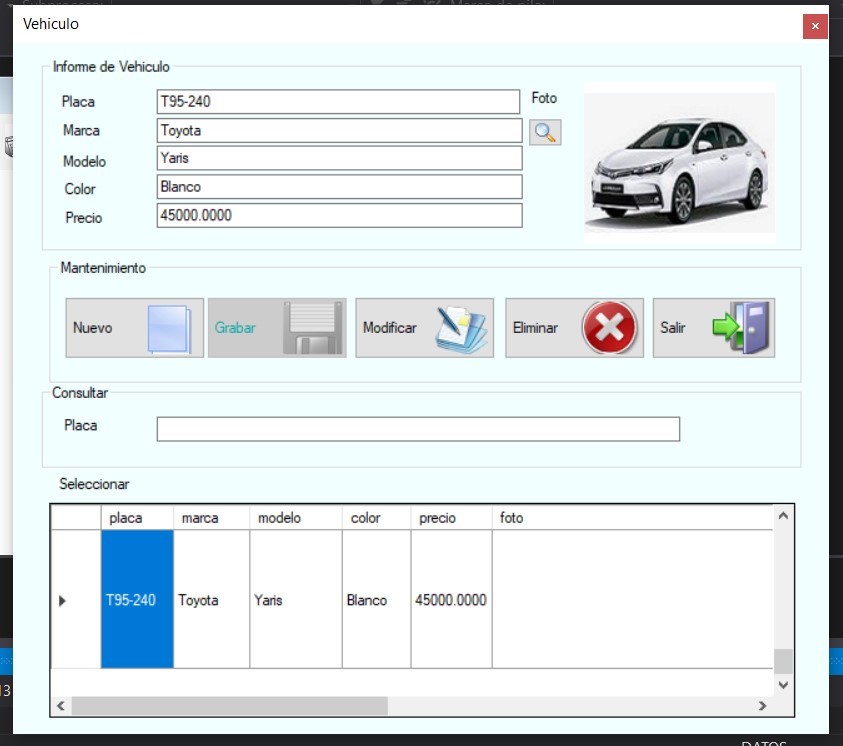 Vehiculo
Informe de Vehiculo
Placa T95-240 Foto
Marca Toyota
Modelo Yaris
Color Blanco
Precio 45000.0000
Mantenimiento
Nuevo Grabar Modificar Eliminar Salir
Consultar
Placa
Seleccionar
placa marca modelo color precio foto
T95-240 Toyota Yaris Blanco 45000.0000
13
DATOS